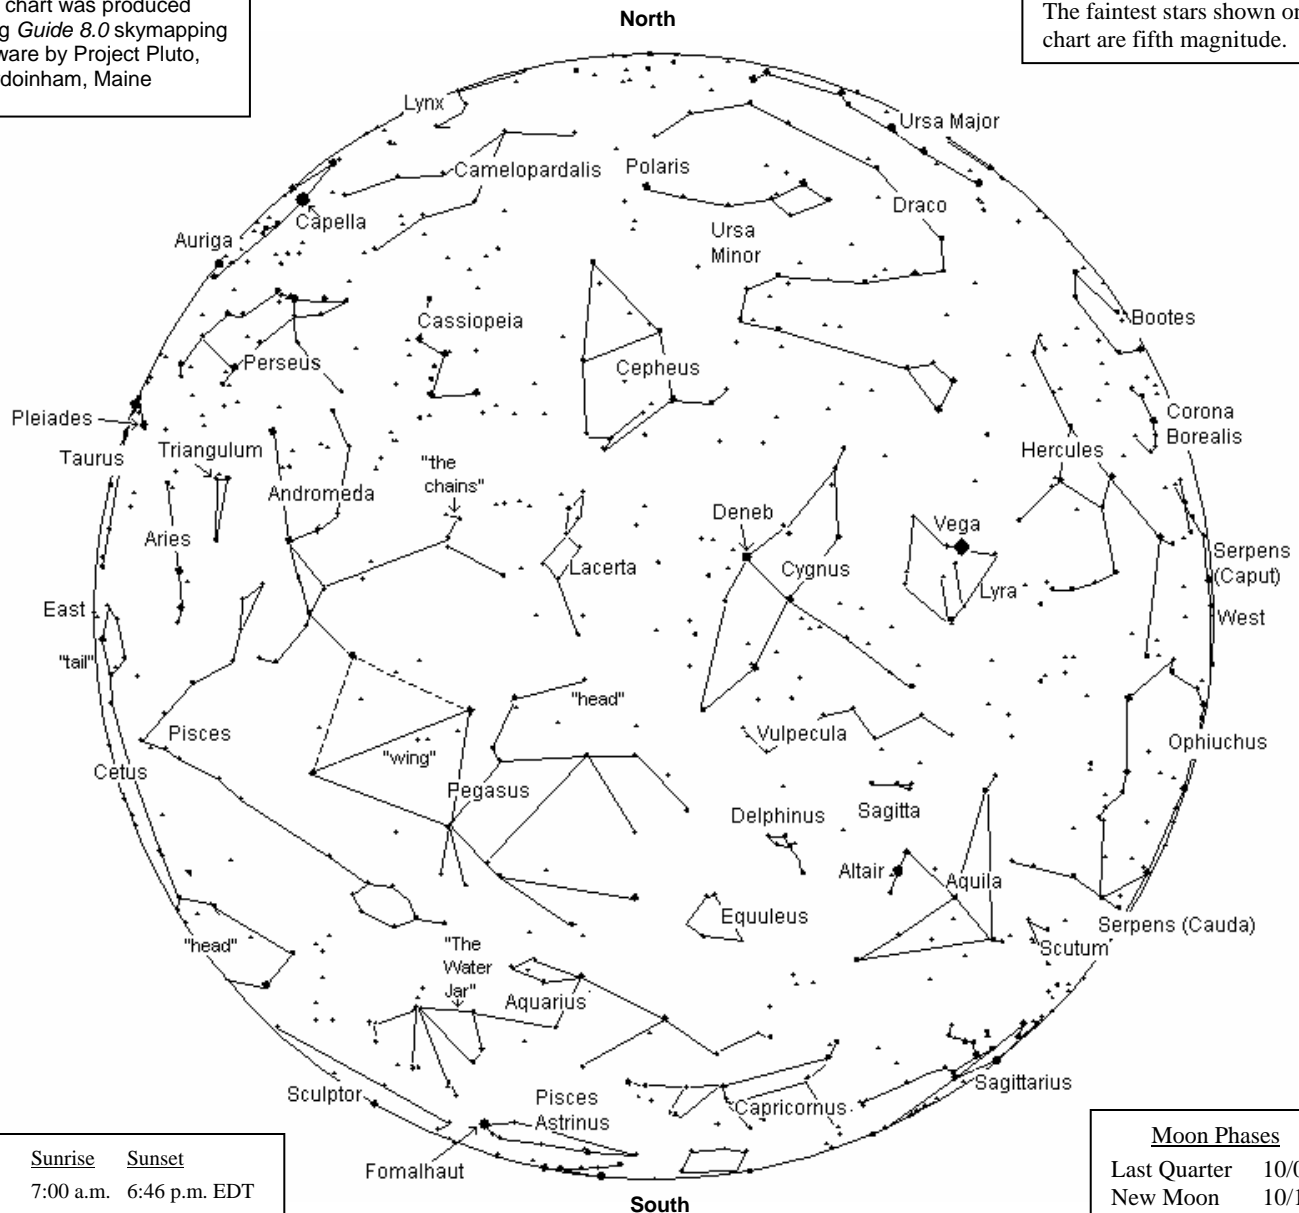 chart was produced
Guide 8.0 skymapping
by Project Pluto,
Maine
North
The faintest stars shown
chart are fifth magnitude.
Lynx
Ursa Major
Camelopardalis
Polaris
Capella
Draco
Auriga
Ursa
Minor
Cassiopeia
Bootes
Perseus
Cepheus
Pleiades
Corona
Borealis
Taurus
Triangulum
Hercules
"the
chains"
Andromeda
Deneb
Vega
Aries
Serpens
(Caput)
Lacerta
Cygnus
Lyra
East
West
"tail"
"head"
Pisces
Vulpecula
Ophiuchus
"wing"
Cetus
Pegasus
Delphinus
Sagitta
Altair
Aquila
Equuleus
Serpens (Cauda)
"head"
"The
Water
Jar"
Scutum
Aquarius
Sagittarius
Sculptor
Pisces
Astrinus
Capricornus
Fomalhaut
Sunrise Sunset
7:00 a.m. 6:46 p.m. EDT
Moon Phases
Last Quarter
New Moon
South